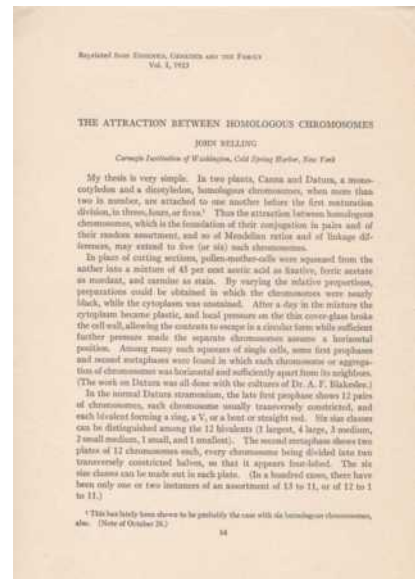 Reprinted from EUGENICS, GENETICS AND THE FAMILY
Vol. I, 1923
THE ATTRACTION BETWEEN HOMOLOGOUS CHROMOSOMES
JOHN BELLING
Carnegie Institution of Washington, Cold Spring Harbor, New York
My thesis is very simple. In two plants, Canna and Datura, a mono-
cotyledon and a dicotyledon, homologous chromosomes, when more than
two in number, are attached to one another before the first maturation
division, in threes, fours, or fives.¹ Thus the attraction between homologous
chromosomes, which is the foundation of their conjugation in pairs and of
their random assortment, and so of Mendelian ratios and of linkage dif-
ferences, may extend to five (or six) such chromosomes.
In place of cutting sections, pollen-mother-cells were squeezed from the
anther into a mixture of 45 per cent acetic acid as fixative, ferric acetate
as mordant, and carmine as stain. By varying the relative proportions,
preparations could be obtained in which the chromosomes were nearly
black, while the cytoplasm was unstained. After a day in the mixture the
cytoplasm became plastic, and local pressure on the thin cover-glass broke
the cell wall, allowing the contents to escape in a circular form while sufficient
further pressure made the separate chromosomes assume a horizontal
position. Among many such squeezes of single cells, some first prophases
and second metaphases were found in which each chromosome or aggrega-
tion of chromosomes was horizontal and sufficiently apart from its neighbors.
(The work on Datura was all done with the cultures of Dr. A. F. Blakeslee.)
In the normal Datura stramonium, the late first prophase shows 12 pairs
of chromosomes, each chromosome usually transversely constricted, and
each bivalent forming a ring, a V, or a bent or straight rod. Six size classes
can be distinguished among the 12 bivalents (1 largest, 4 large, 3 medium,
2 small medium, 1 small, and 1 smallest). The second metaphase shows two
plates of 12 chromosomes each, every chromosome being divided into two
transversely constricted halves, so that it appears four-lobed. The six
size classes can be made out in each plate. (In a hundred cases, there have
been only one or two instances of an assortment of 13 to 11, or of 12 to 1
to 11.)
¹ This has lately been shown to be probably the case with six homologous chromosomes,
also. (Note of October 26.)